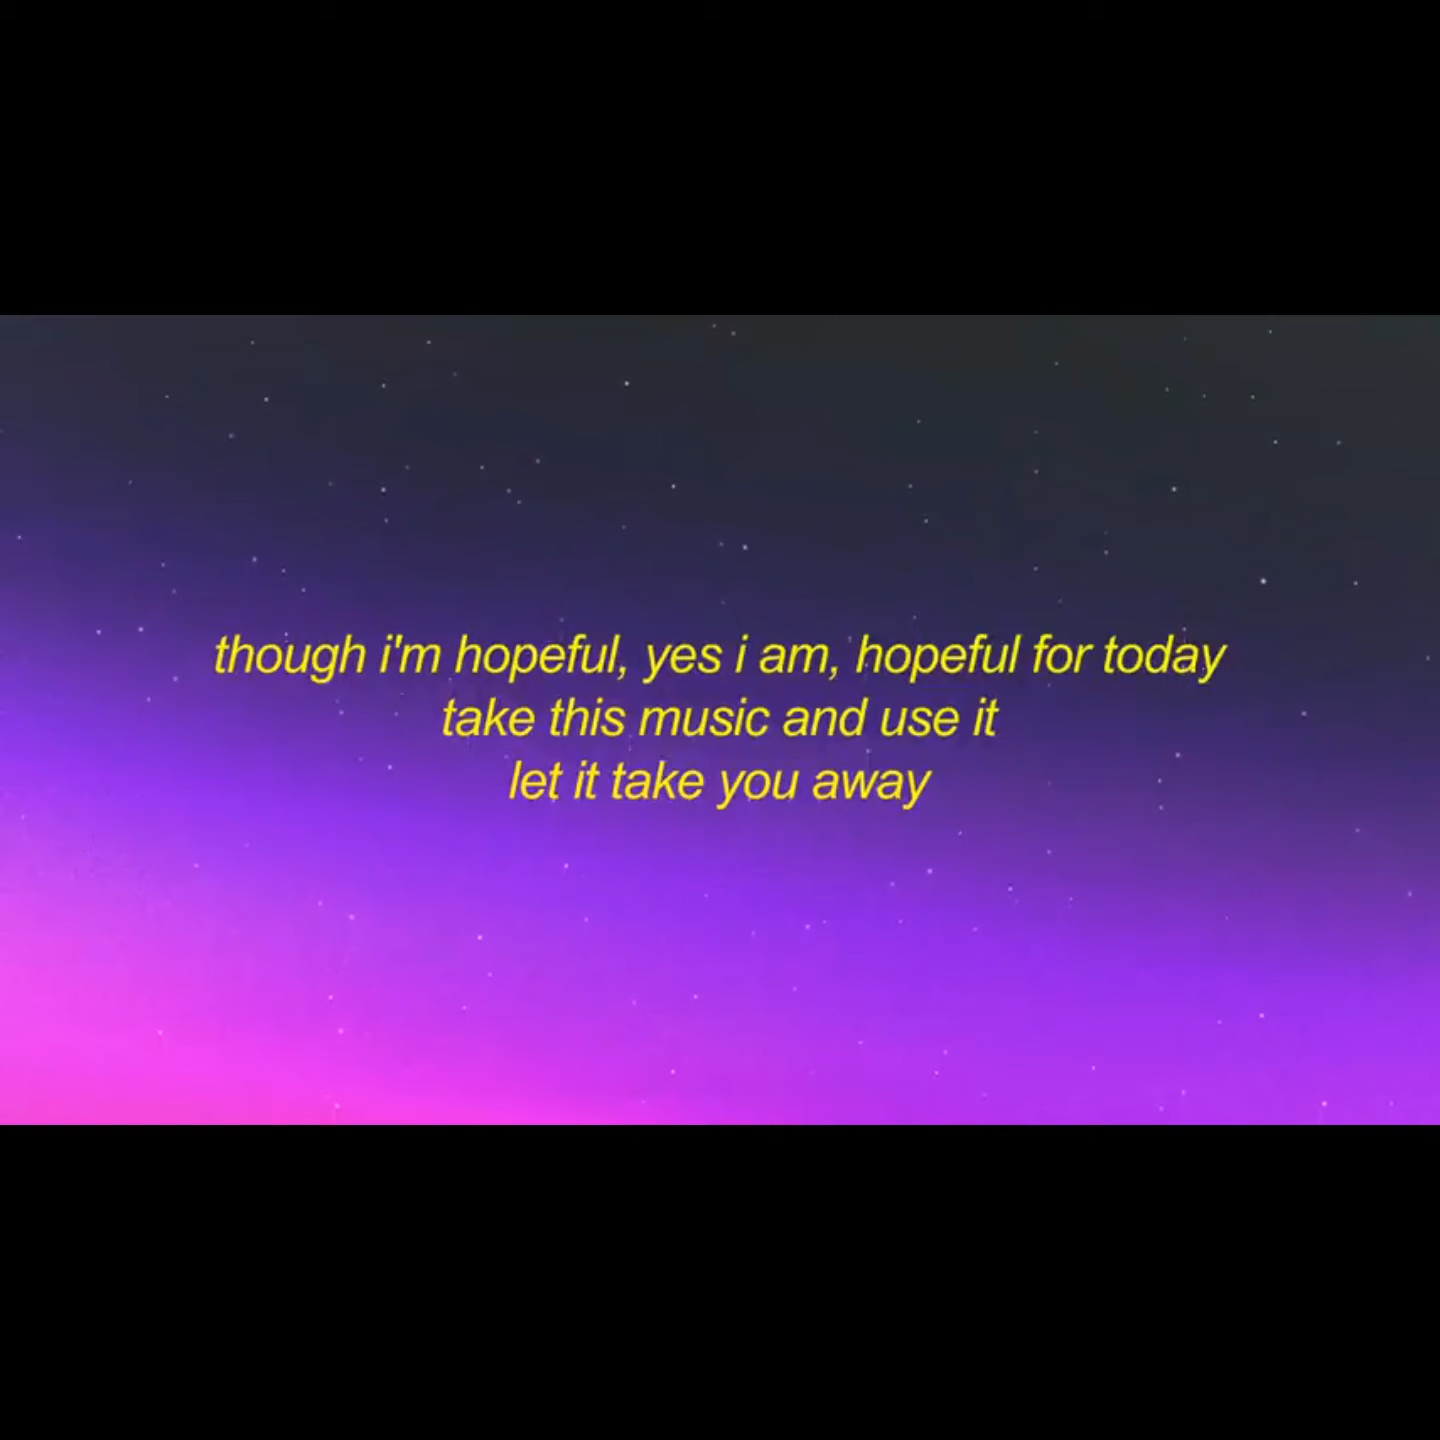 though i'm hopeful, yes i am, hopeful for today
take this music and use it
let it take you away